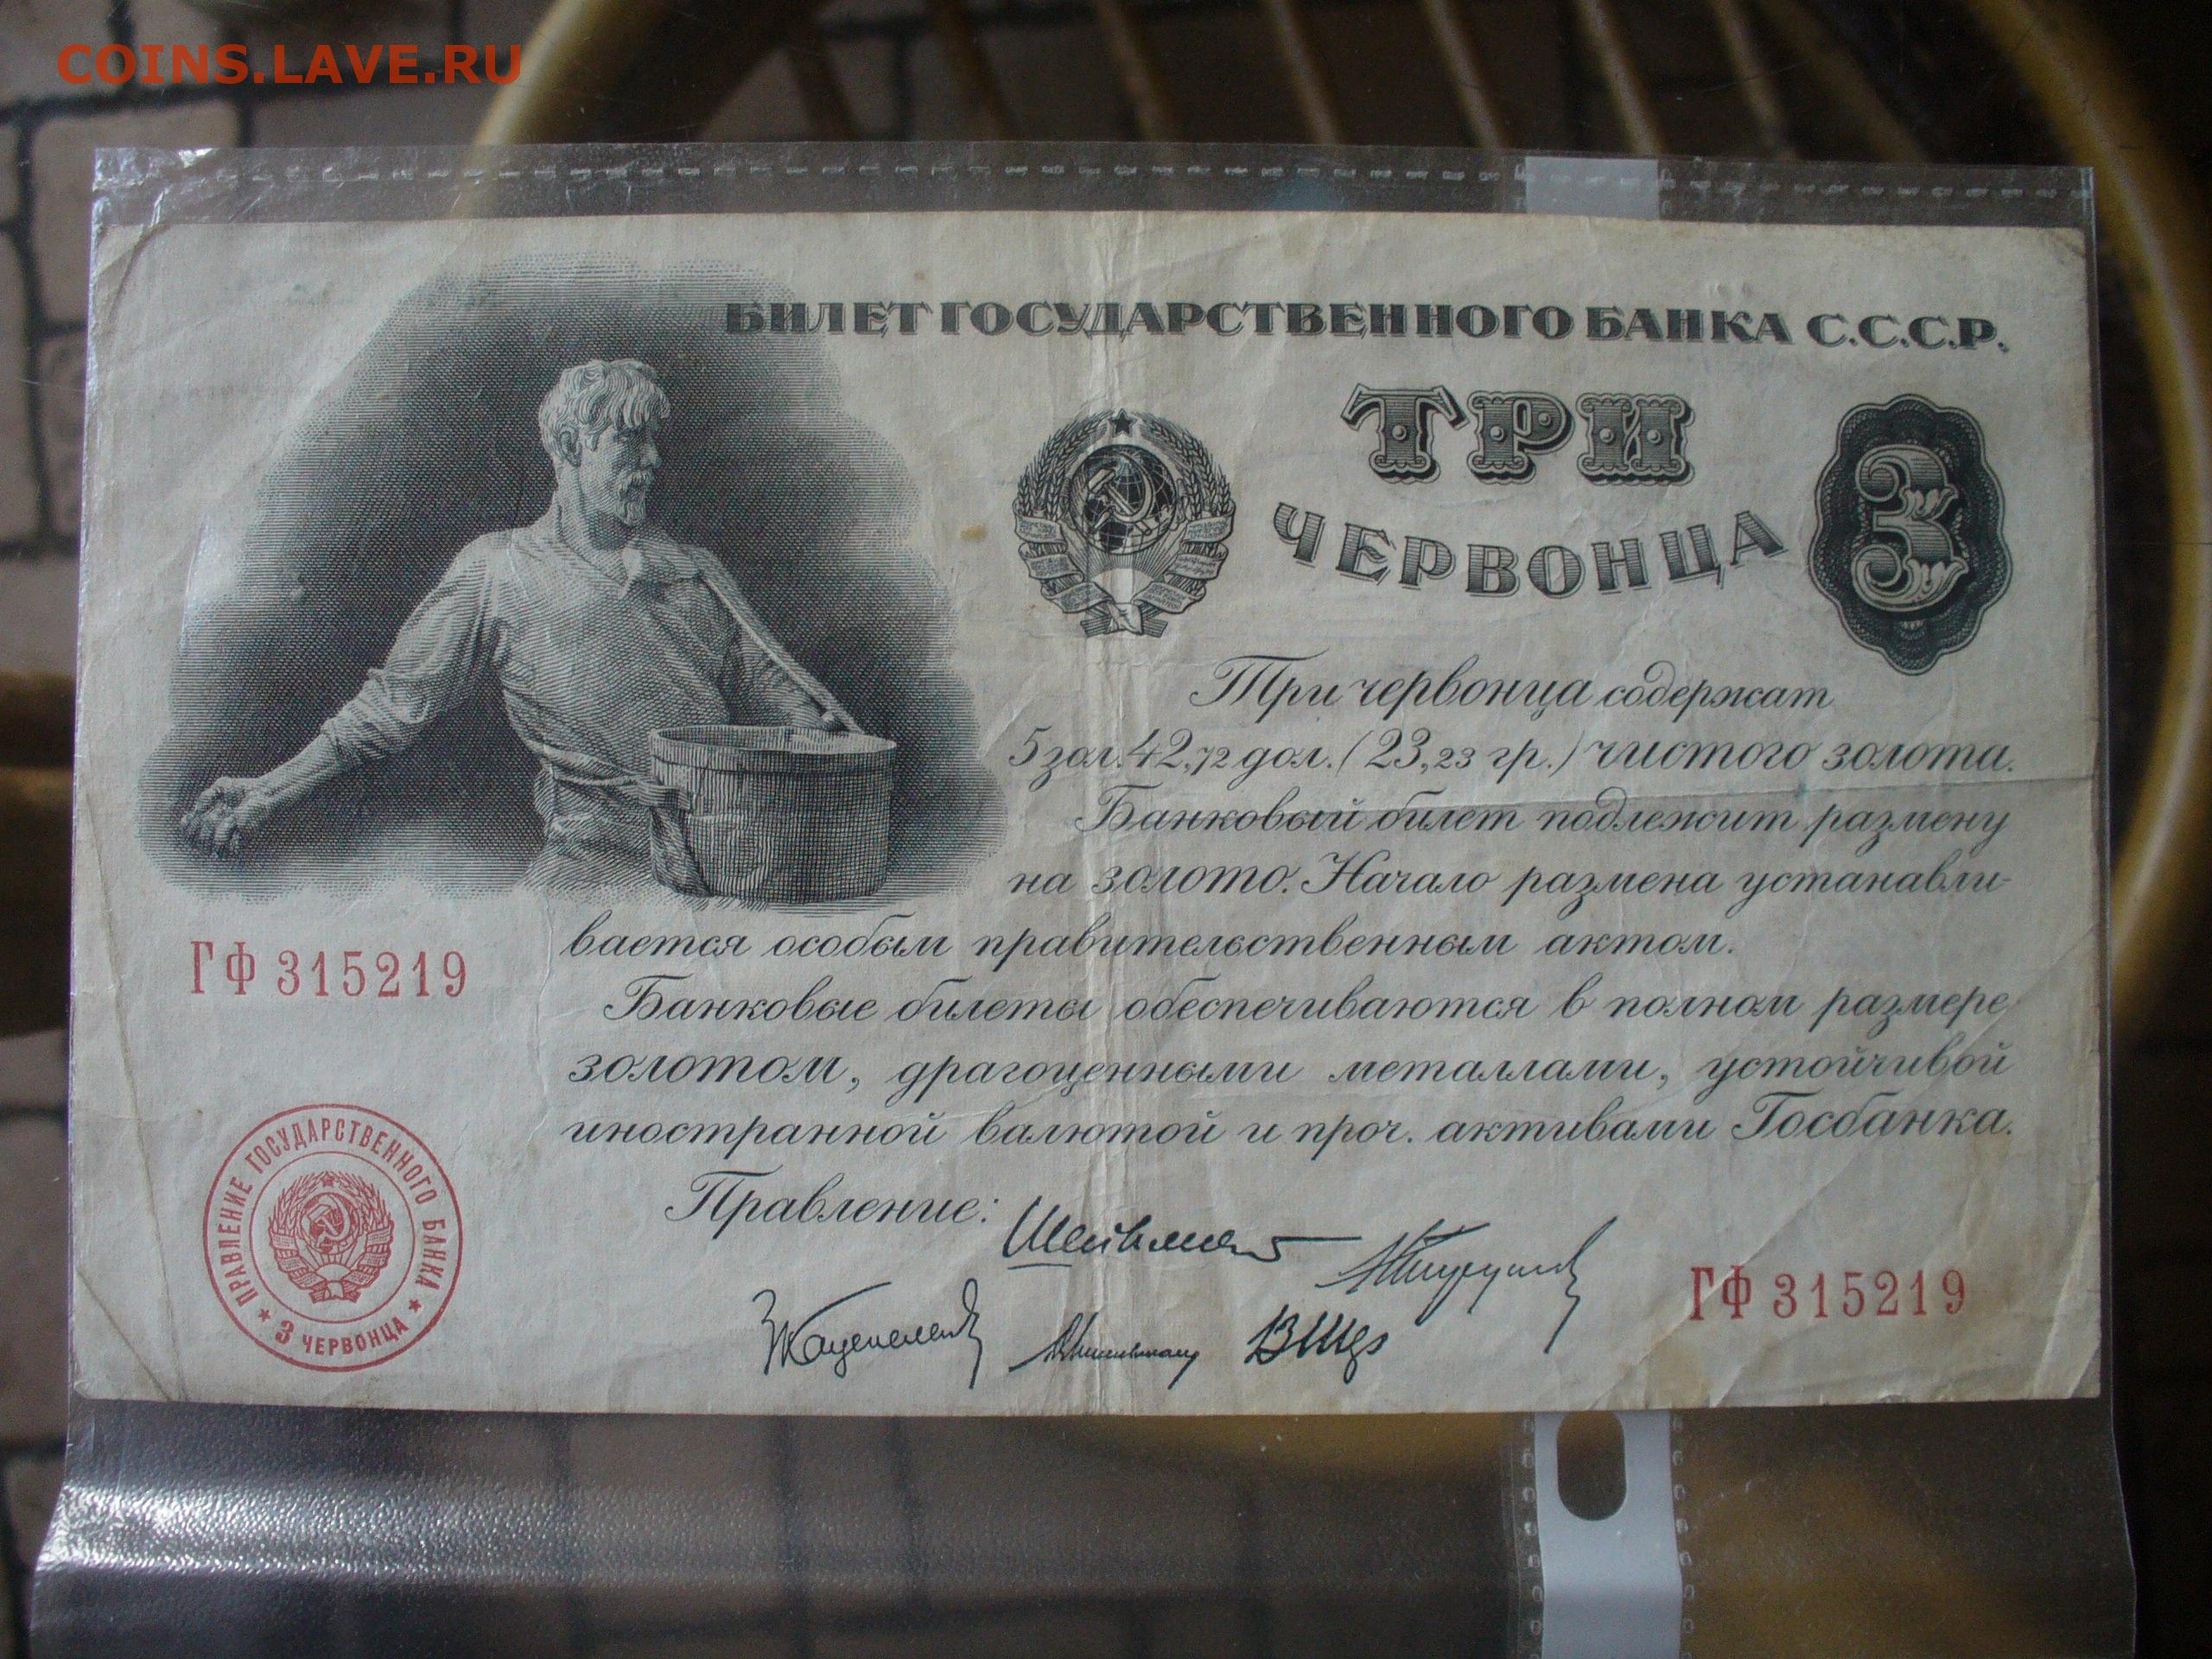 COINS.LAVE.RU
БИЛЕТ ГОСУДАРСТВЕННОГО БАНКА С.С.С.Р.
ТРИ
ЧЕРВОНЦА
3
Три червонца содержат
5 зол. 42,72 дол. (23,23 гр.) чистого золота.
Банковый билет подлежит размену
на золото. Начало размена устанавли-
вается особым правительственным актом.
Банковые билеты обеспечиваются в полном размере
золотом, драгоценными металлами, устойчивой
иностранной валютой и проч. активами Госбанка.
Правление:
ГФ 315219
ПРАВЛЕНИЕ ГОСУДАРСТВЕННОГО БАНКА
3 ЧЕРВОНЦА
ГФ 315219